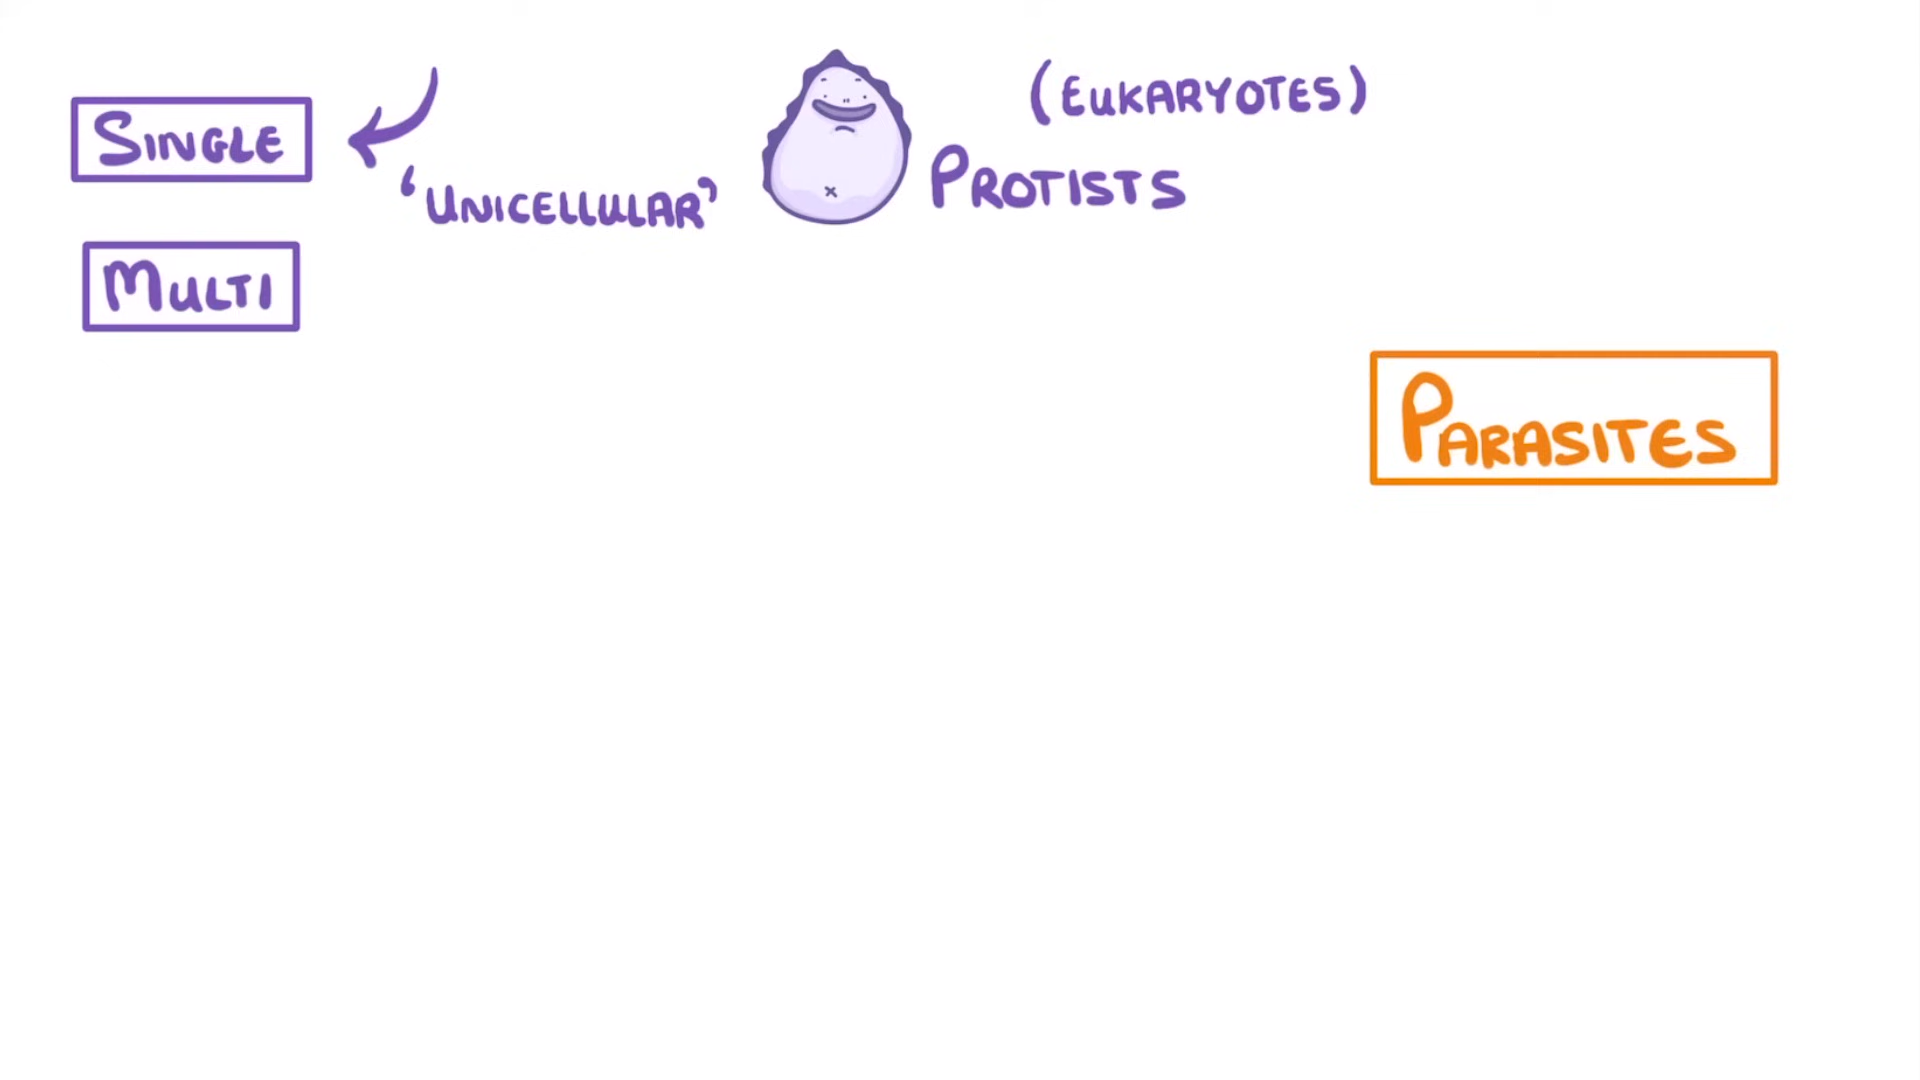 (EUKARYOTES)
SINGLE
'UNICELLULAR'
PROTISTS
MULTI
PARASITES